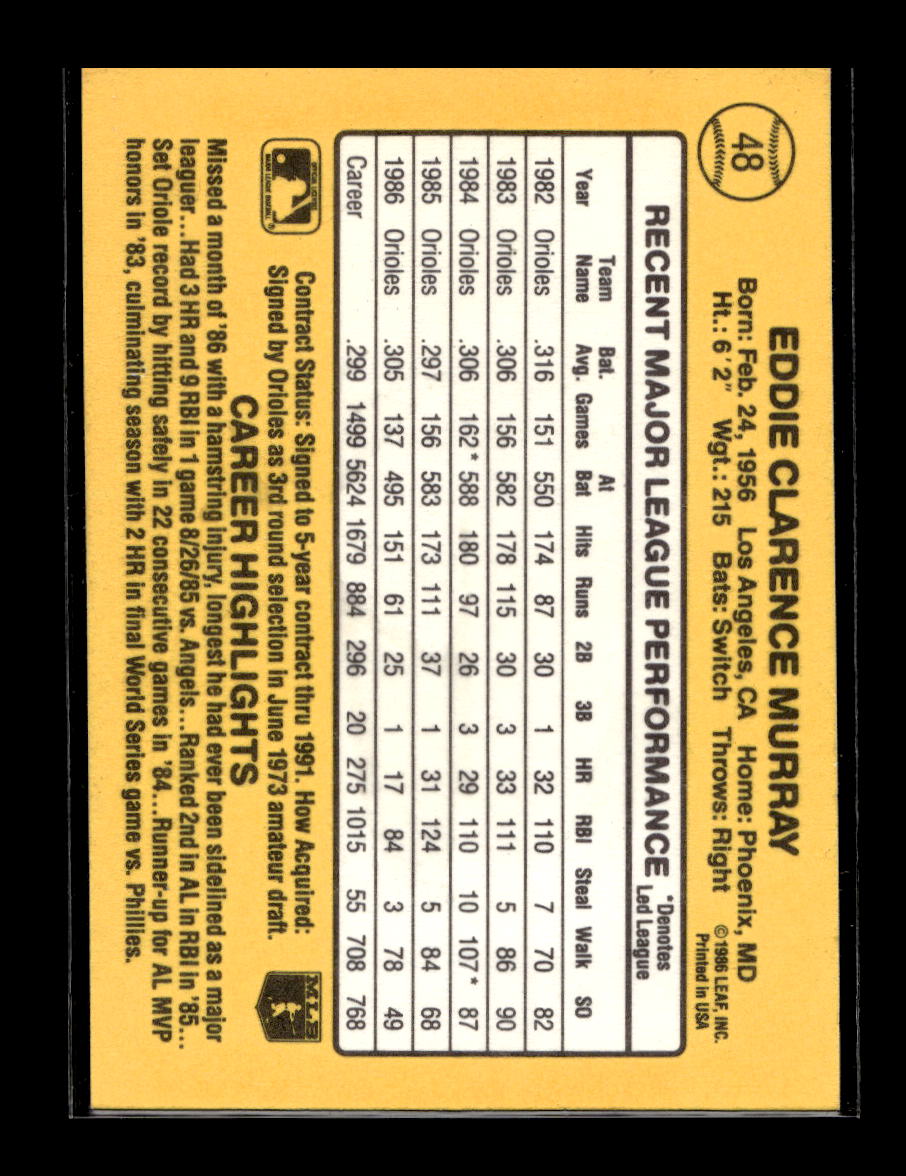 48
EDDIE CLARENCE MURRAY
Born: Feb. 24, 1956 Los Angeles, CA Home: Phoenix, MD
Ht.: 6'2" Wgt.: 215 Bats: Switch Throws: Right
©1986 LEAF, INC.
Printed in USA
RECENT MAJOR LEAGUE PERFORMANCE
*Denotes
Led League
Year Team Name Bat. Avg. Games At Bat Hits Runs 2B 3B HR RBI Steal Walk SO
1982 Orioles .316 151 550 174 87 30 1 32 110 7 70 82
1983 Orioles .306 156 582 178 115 30 3 33 111 5 86 90
1984 Orioles .306 162* 588 180 97 26 3 29 110 10 107* 87
1985 Orioles .297 156 583 173 111 37 1 31 124 5 84 68
1986 Orioles .305 137 495 151 61 25 1 17 84 3 78 49
Career .299 1499 5624 1679 884 296 20 275 1015 55 708 768
OFFICIAL LICENSEE
MAJOR LEAGUE BASEBALL ®
Contract Status: Signed to 5-year contract thru 1991. How Acquired:
Signed by Orioles as 3rd round selection in June 1973 amateur draft.
MLB
CAREER HIGHLIGHTS
Missed a month of '86 with a hamstring injury, longest he had ever been sidelined as a major
leaguer...Had 3 HR and 9 RBI in 1 game 8/26/85 vs. Angels...Ranked 2nd in AL in RBI in '85...
Set Oriole record by hitting safely in 22 consecutive games in '84...Runner-up for AL MVP
honors in '83, culminating season with 2 HR in final World Series game vs. Phillies.